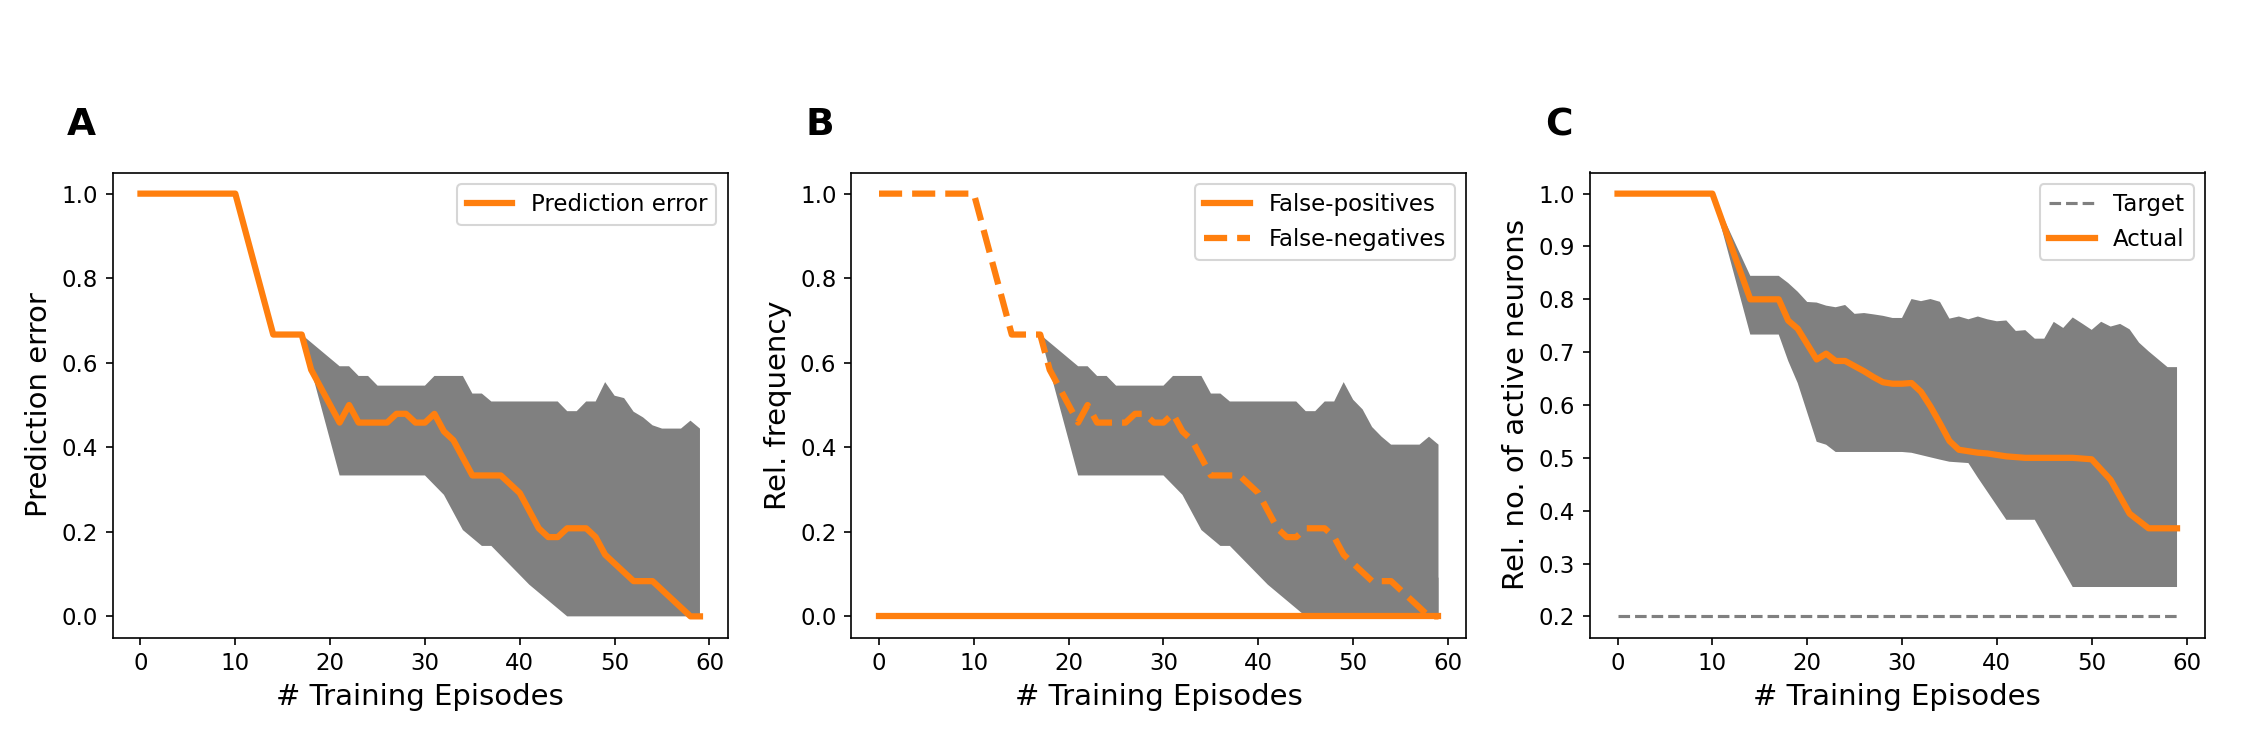 A
B
C
Prediction error
1.0
0.8
0.6
0.4
0.2
0.0
0 10 20 30 40 50 60
# Training Episodes
Prediction error
Rel. frequency
1.0
0.8
0.6
0.4
0.2
0.0
0 10 20 30 40 50 60
# Training Episodes
False-positives
False-negatives
Rel. no. of active neurons
1.0
0.9
0.8
0.7
0.6
0.5
0.4
0.3
0.2
0 10 20 30 40 50 60
# Training Episodes
Target
Actual